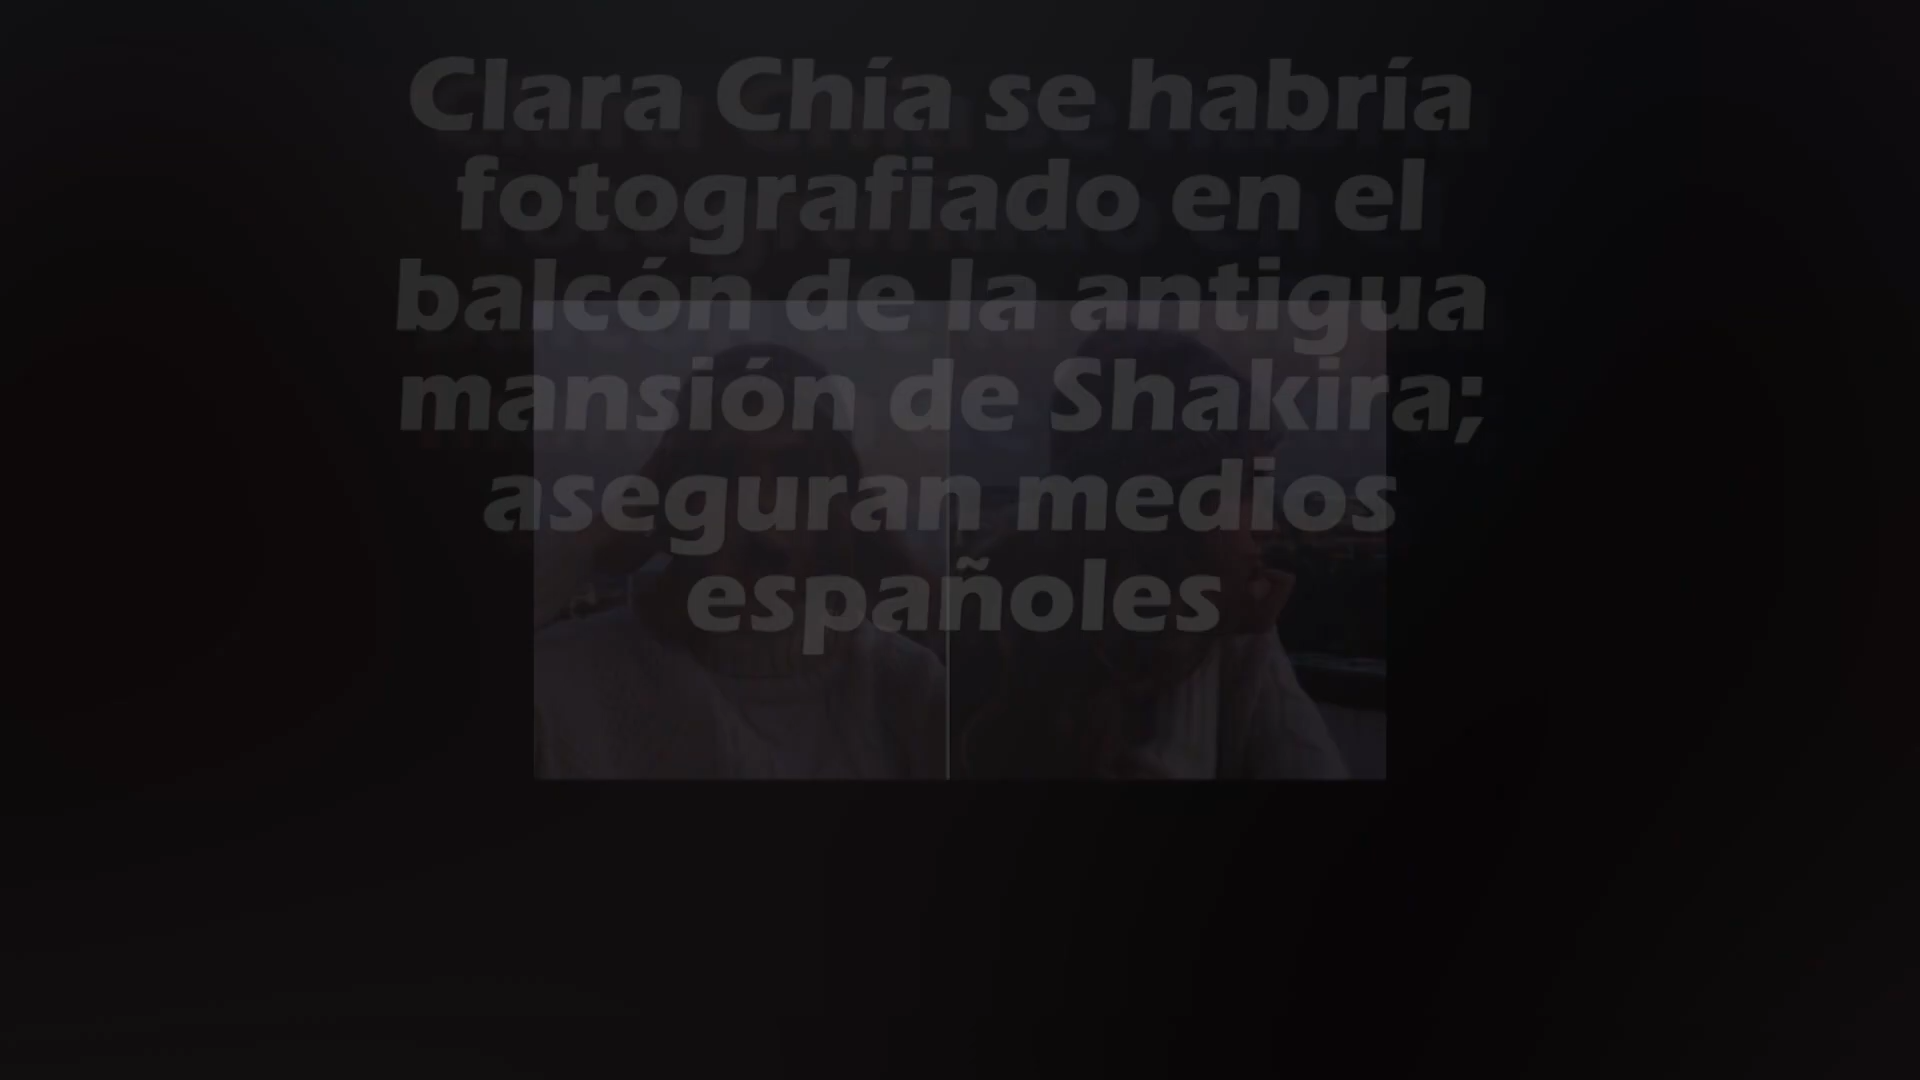 Clara Chía se habría
fotografiado en el
balcón de la antigua
mansión de Shakira;
aseguran medios
españoles